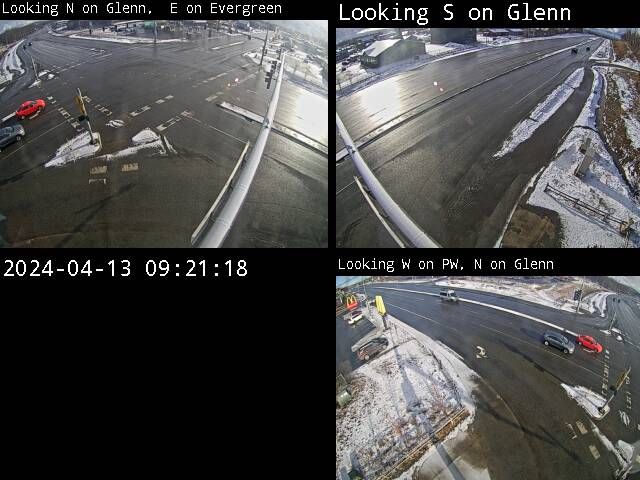 Looking N on Glenn, E on Evergreen
Looking S on Glenn
2024-04-13 09:21:18
Looking W on PW, N on Glenn